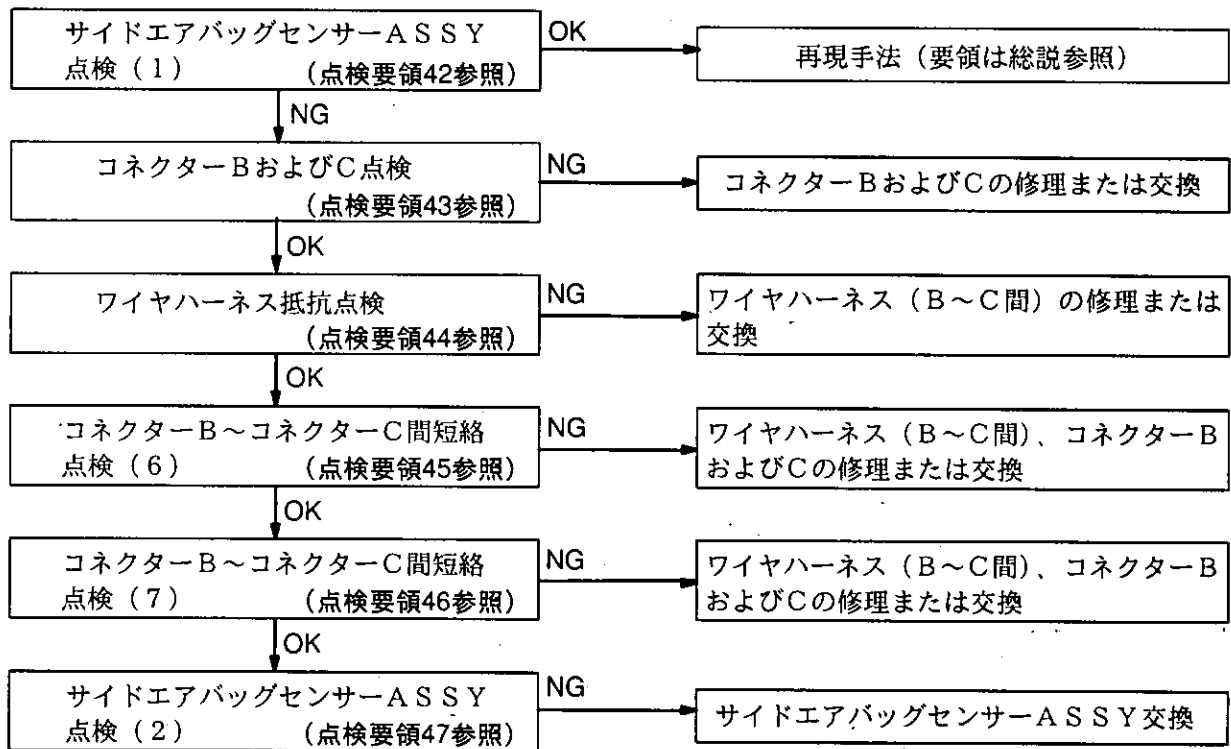 サイドエアバッグセンサーＡＳＳＹ
点検（１）　（点検要領42参照）
OK
再現手法（要領は総説参照）
NG
コネクターＢおよびＣ点検
（点検要領43参照）
NG
コネクターＢおよびＣの修理または交換
OK
ワイヤハーネス抵抗点検
（点検要領44参照）
NG
ワイヤハーネス（Ｂ～Ｃ間）の修理または
交換
OK
コネクターＢ～コネクターＣ間短絡
点検（６）　（点検要領45参照）
NG
ワイヤハーネス（Ｂ～Ｃ間）、コネクターＢ
およびＣの修理または交換
OK
コネクターＢ～コネクターＣ間短絡
点検（７）　（点検要領46参照）
NG
ワイヤハーネス（Ｂ～Ｃ間）、コネクターＢ
およびＣの修理または交換
OK
サイドエアバッグセンサーＡＳＳＹ
点検（２）　（点検要領47参照）
NG
サイドエアバッグセンサーＡＳＳＹ交換